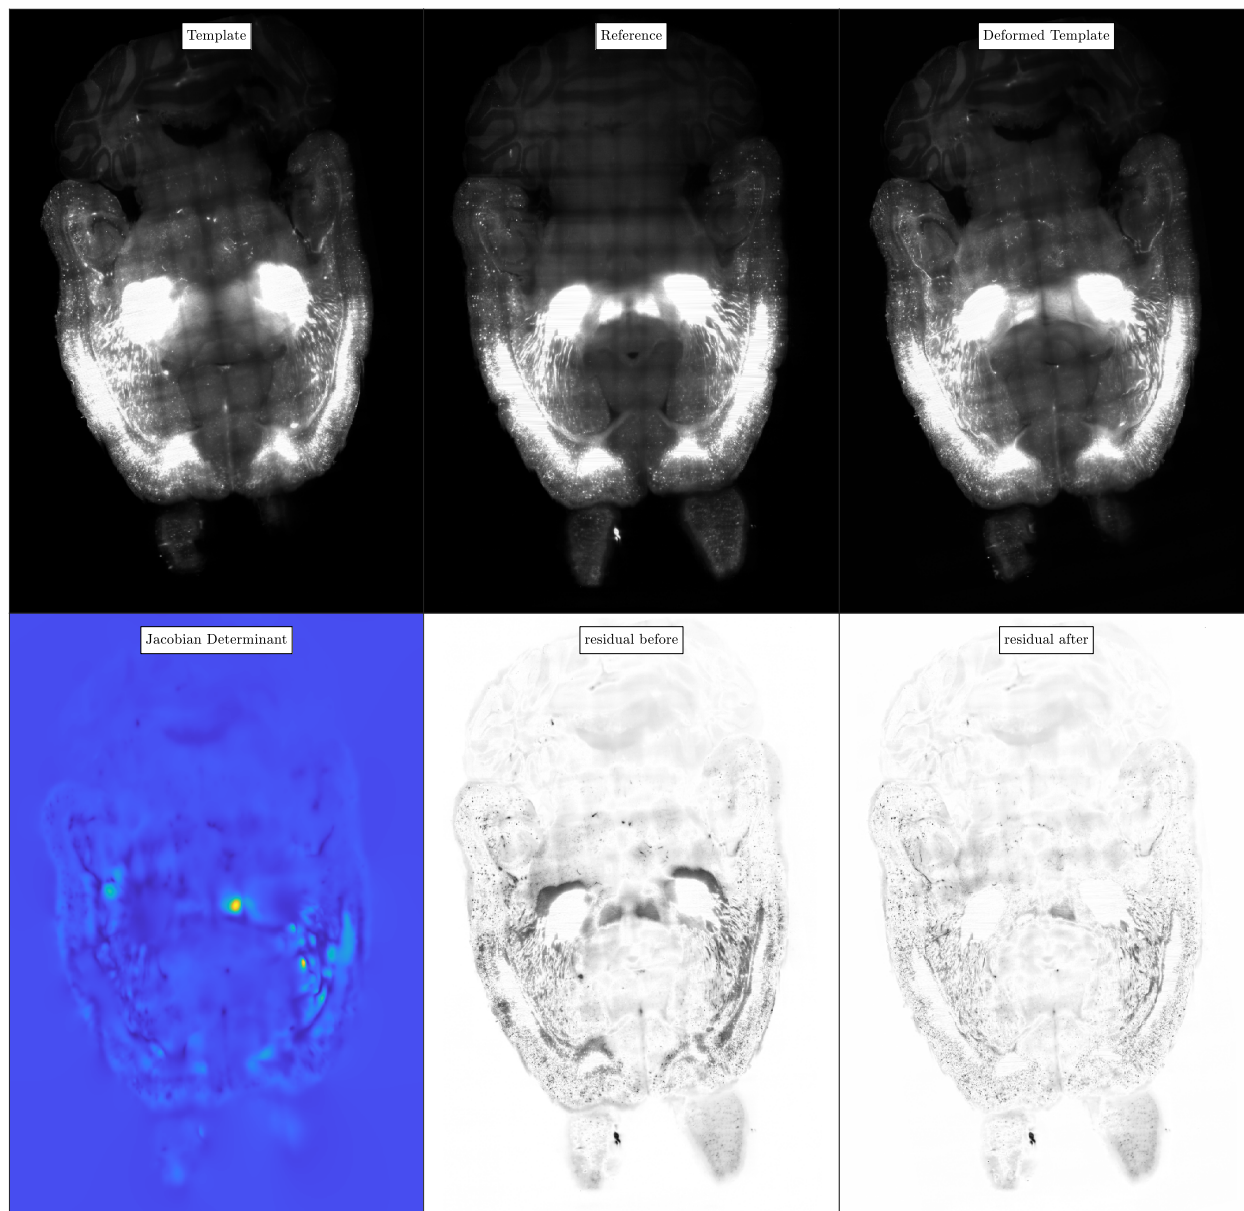 Template
Reference
Deformed Template
Jacobian Determinant
residual before
residual after